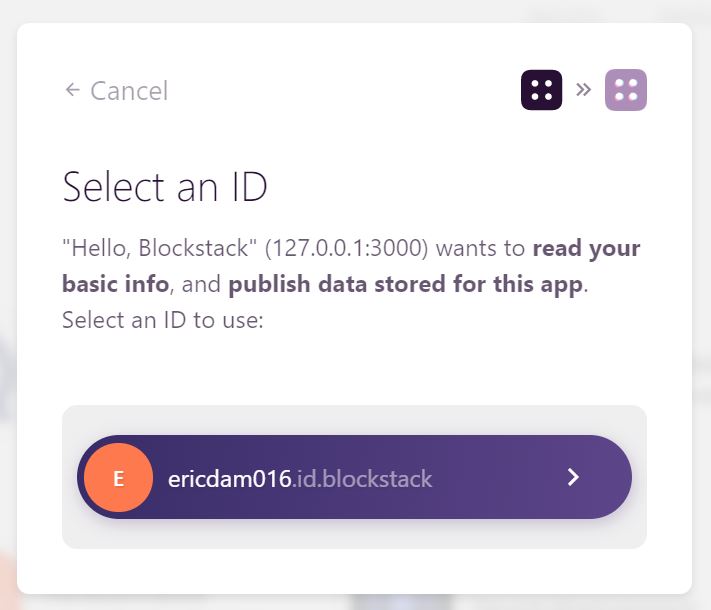 ← Cancel
Select an ID
"Hello, Blockstack" (127.0.0.1:3000) wants to read your
basic info, and publish data stored for this app.
Select an ID to use:
E
ericdam016.id.blockstack